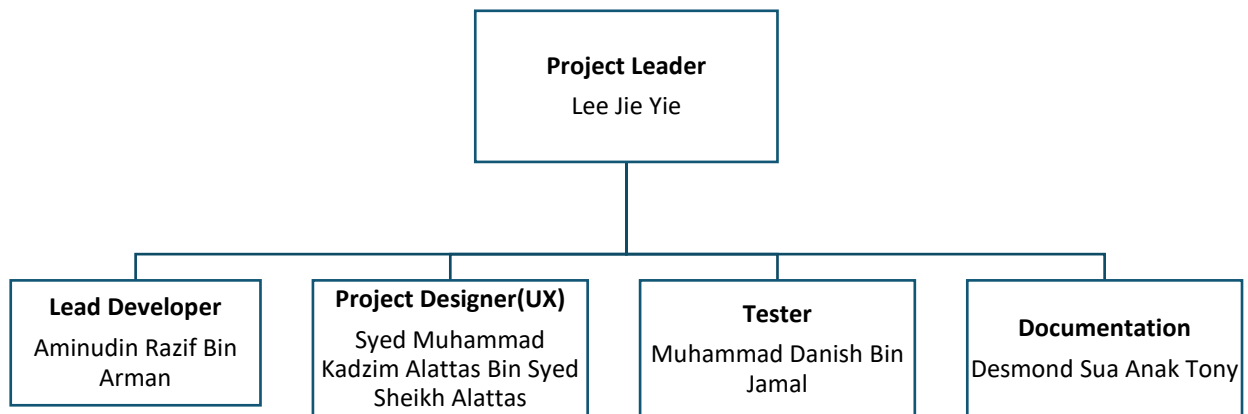 Project Leader
Lee Jie Yie
Lead Developer
Aminudin Razif Bin
Arman
Project Designer(UX)
Syed Muhammad
Kadzim Alattas Bin Syed
Sheikh Alattas
Tester
Muhammad Danish Bin
Jamal
Documentation
Desmond Sua Anak Tony